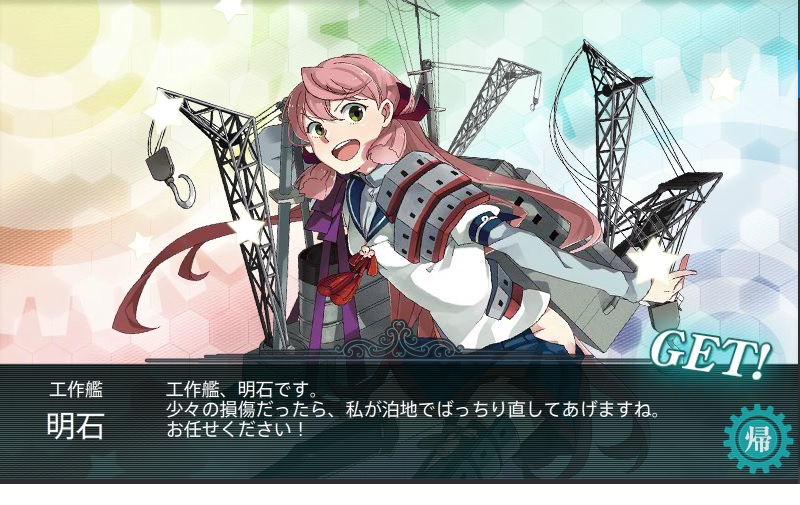 GET!
工作艦
明石
工作艦、明石です。
少々の損傷だったら、私が泊地でばっちり直してあげますね。
お任せください！
帰